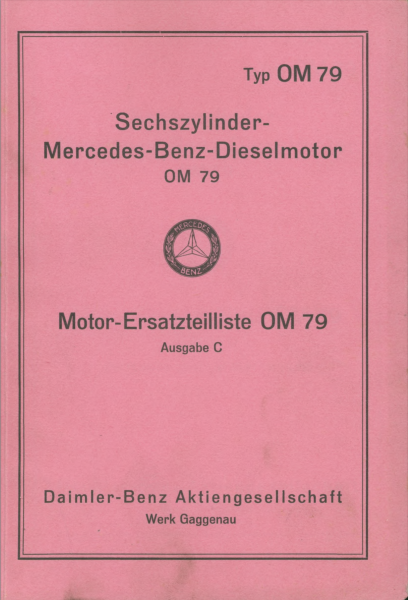 Typ OM 79
Sechszylinder-
Mercedes-Benz-Dieselmotor
OM 79
MERCEDES
BENZ
Motor-Ersatzteilliste OM 79
Ausgabe C
Daimler-Benz Aktiengesellschaft
Werk Gaggenau